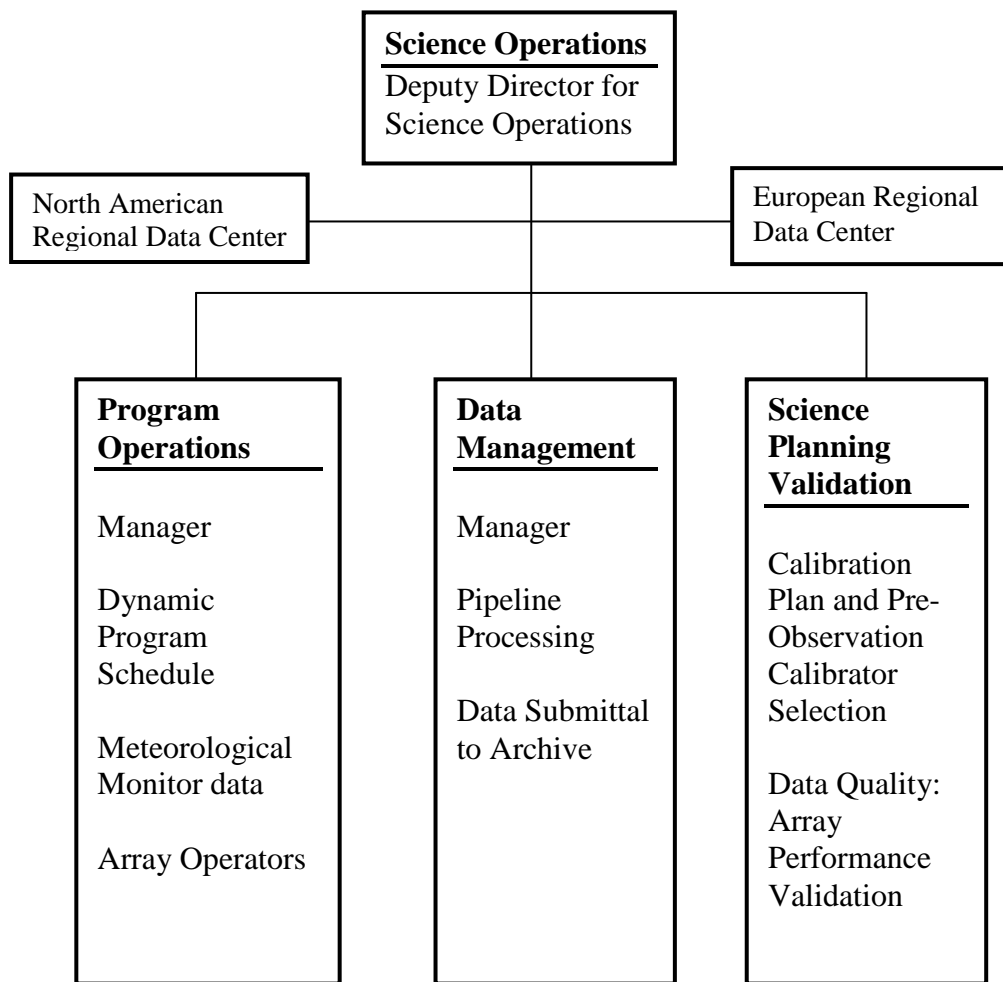 Science Operations
Deputy Director for
Science Operations
North American
Regional Data Center
European Regional
Data Center
Program
Operations
Manager
Dynamic
Program
Schedule
Meteorological
Monitor data
Array Operators
Data
Management
Manager
Pipeline
Processing
Data Submittal
to Archive
Science
Planning
Validation
Calibration
Plan and Pre-
Observation
Calibrator
Selection
Data Quality:
Array
Performance
Validation